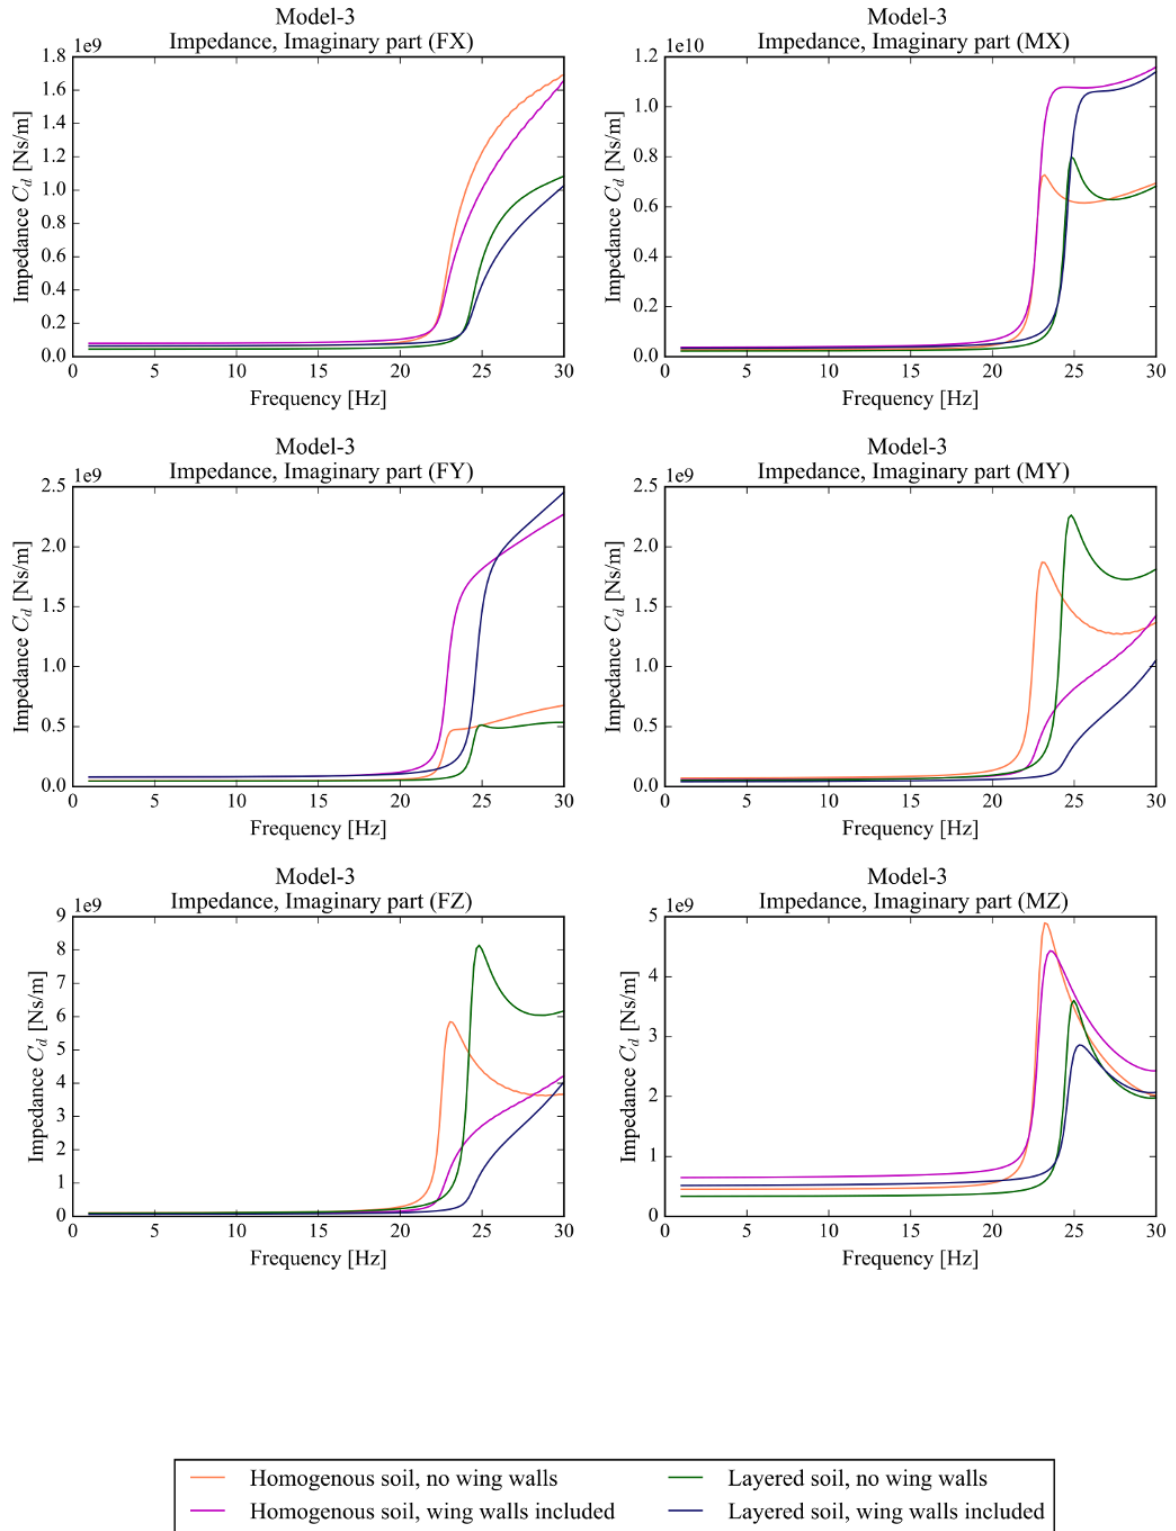 Model-3
Impedance, Imaginary part (FX)
1e9
1.8
1.6
1.4
1.2
1.0
0.8
0.6
0.4
0.2
0.0
Impedance C_d [Ns/m]
0 5 10 15 20 25 30
Frequency [Hz]
Model-3
Impedance, Imaginary part (MX)
1e10
1.2
1.0
0.8
0.6
0.4
0.2
0.0
Impedance C_d [Ns/m]
0 5 10 15 20 25 30
Frequency [Hz]
Model-3
Impedance, Imaginary part (FY)
1e9
2.5
2.0
1.5
1.0
0.5
0.0
Impedance C_d [Ns/m]
0 5 10 15 20 25 30
Frequency [Hz]
Model-3
Impedance, Imaginary part (MY)
1e9
2.5
2.0
1.5
1.0
0.5
0.0
Impedance C_d [Ns/m]
0 5 10 15 20 25 30
Frequency [Hz]
Model-3
Impedance, Imaginary part (FZ)
1e9
9
8
7
6
5
4
3
2
1
0
Impedance C_d [Ns/m]
0 5 10 15 20 25 30
Frequency [Hz]
Model-3
Impedance, Imaginary part (MZ)
1e9
5
4
3
2
1
0
Impedance C_d [Ns/m]
0 5 10 15 20 25 30
Frequency [Hz]
Homogenous soil, no wing walls
Homogenous soil, wing walls included
Layered soil, no wing walls
Layered soil, wing walls included